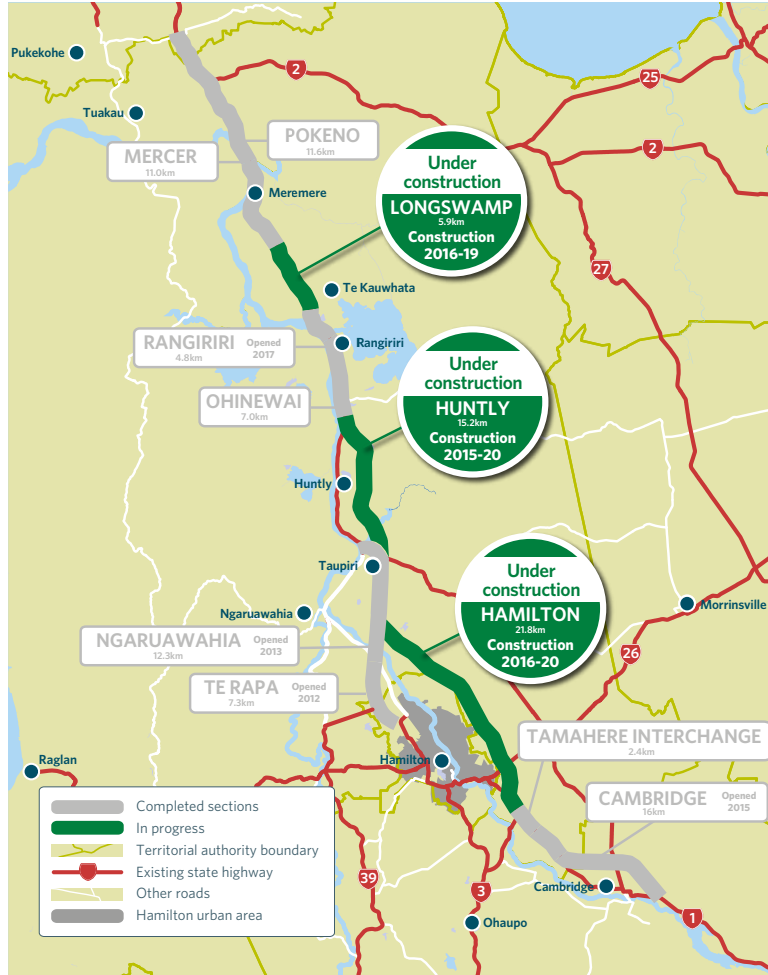 Pukekohe
2
25
Tuakau
POKENO
11.6km
MERCER
11.0km
2
Under
construction
LONGSWAMP
5.9km
Construction
2016-19
Meremere
27
Te Kauwhata
RANGIRIRI Opened
4.8km 2017
Rangiriri
Under
construction
HUNTLY
15.2km
Construction
2015-20
OHINEWAI
7.0km
Huntly
Taupiri
Under
construction
HAMILTON
21.8km
Construction
2016-20
Morrinsville
Ngaruawahia
NGARUAWAHIA Opened
12.3km 2013
26
TE RAPA Opened
7.3km 2012
TAMAHERE INTERCHANGE
2.4km
Raglan
Hamilton
CAMBRIDGE Opened
16km 2015
Completed sections
In progress
Territorial authority boundary
Existing state highway
Other roads
Hamilton urban area
39
3
Cambridge
1
Ohaupo